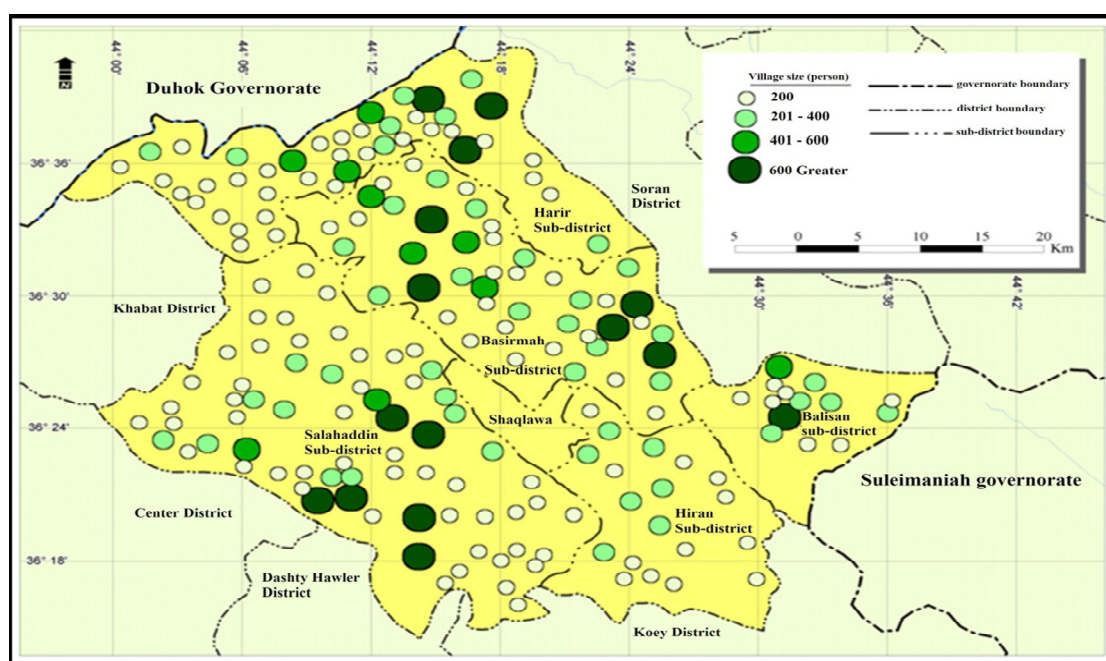 44° 00
44° 06
44° 12
44° 18
44° 24
Duhok Governorate
Village size (person)
200
201 - 400
401 - 600
600 Greater
governorate boundary
district boundary
sub-district boundary
5 0 5 10 15 20
Km
36° 36
Soran
District
Harir
Sub-district
36° 30
44° 30
44° 36
44° 42
Khabat District
Basirmah
Sub-district
Shaqlawa
36° 24
Salahaddin
Sub-district
Balisan
sub-district
Suleimaniah governorate
Center District
Hiran
Sub-district
36° 18
Dashty Hawler
District
Koey District